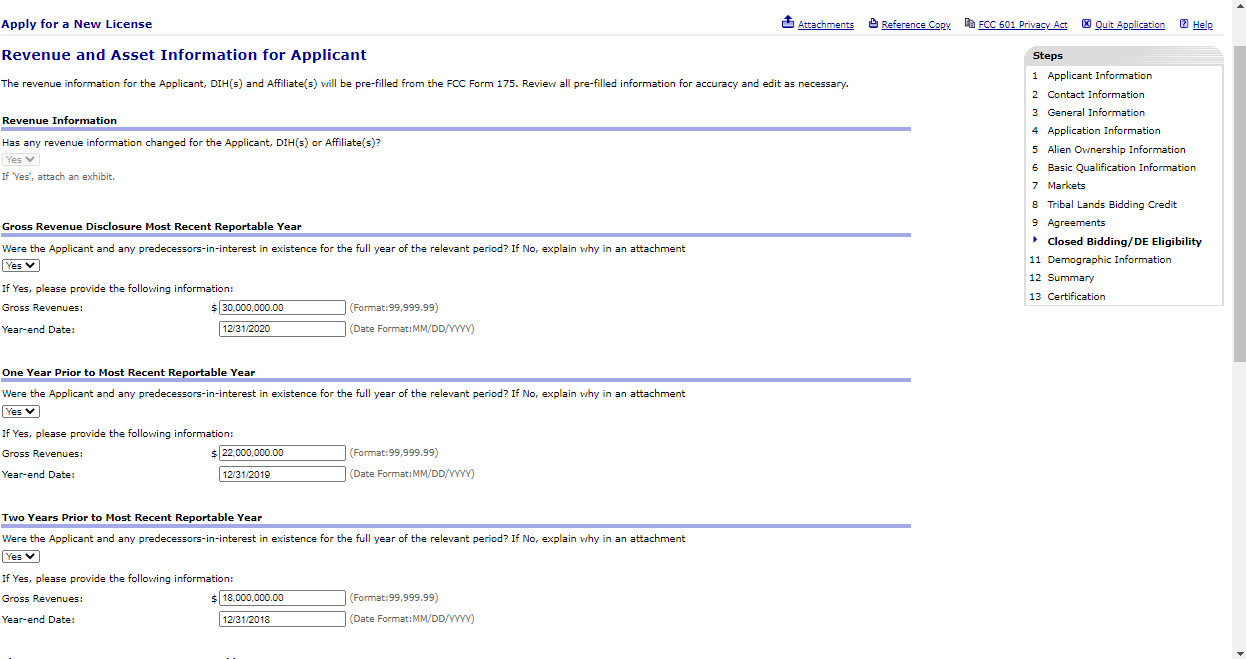 Apply for a New License
Attachments Reference Copy FCC 601 Privacy Act Quit Application Help
Revenue and Asset Information for Applicant
The revenue information for the Applicant, DIH(s) and Affiliate(s) will be pre-filled from the FCC Form 175. Review all pre-filled information for accuracy and edit as necessary.
Revenue Information
Has any revenue information changed for the Applicant, DIH(s) or Affiliate(s)?
Yes
If 'Yes', attach an exhibit.
Gross Revenue Disclosure Most Recent Reportable Year
Were the Applicant and any predecessors-in-interest in existence for the full year of the relevant period? If No, explain why in an attachment
Yes
If Yes, please provide the following information:
Gross Revenues: $ 30,000,000.00 (Format:99,999.99)
Year-end Date: 12/31/2020 (Date Format:MM/DD/YYYY)
One Year Prior to Most Recent Reportable Year
Were the Applicant and any predecessors-in-interest in existence for the full year of the relevant period? If No, explain why in an attachment
Yes
If Yes, please provide the following information:
Gross Revenues: $ 22,000,000.00 (Format:99,999.99)
Year-end Date: 12/31/2019 (Date Format:MM/DD/YYYY)
Two Years Prior to Most Recent Reportable Year
Were the Applicant and any predecessors-in-interest in existence for the full year of the relevant period? If No, explain why in an attachment
Yes
If Yes, please provide the following information:
Gross Revenues: $ 18,000,000.00 (Format:99,999.99)
Year-end Date: 12/31/2018 (Date Format:MM/DD/YYYY)
Steps
1 Applicant Information
2 Contact Information
3 General Information
4 Application Information
5 Alien Ownership Information
6 Basic Qualification Information
7 Markets
8 Tribal Lands Bidding Credit
9 Agreements
Closed Bidding/DE Eligibility
11 Demographic Information
12 Summary
13 Certification